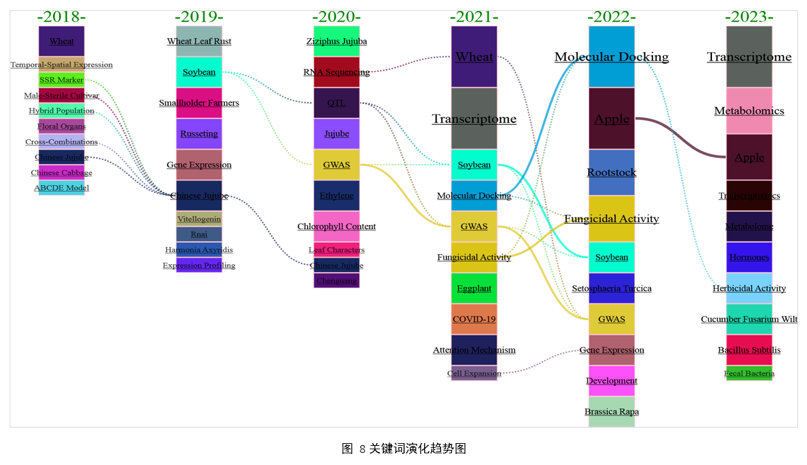 -2018-
Wheat
Temporal-Spatial Expression
SSR Marker
Male-Sterile Cultivar
Hybrid Population
Floral Organs
Cross-Combinations
Chinese Jujube
Chinese Cabbage
ABCDE Model
-2019-
Wheat Leaf Rust
Soybean
Smallholder Farmers
Russeting
Gene Expression
Chinese Jujube
Vitellogenin
Rnai
Harmonia Axyridis
Expression Profiling
-2020-
Ziziphus Jujuba
RNA Sequencing
QTL
Jujube
GWAS
Ethylene
Chlorophyll Content
Leaf Characters
Chinese Jujube
-2021-
Wheat
Transcriptome
Soybean
Molecular Docking
GWAS
Fungicidal Activity
Eggplant
COVID-19
Attention Mechanism
Cell Expansion
-2022-
Molecular Docking
Apple
Rootstock
Fungicidal Activity
Soybean
Setosphaeria Turcica
GWAS
Gene Expression
Development
Brassica Rapa
-2023-
Transcriptome
Metabolomics
Apple
Transcriptomics
Metabolome
Hormones
Herbicidal Activity
Cucumber Fusarium Wilt
Bacillus Subtilis
Fecal Bacteria
图 8 关键词演化趋势图